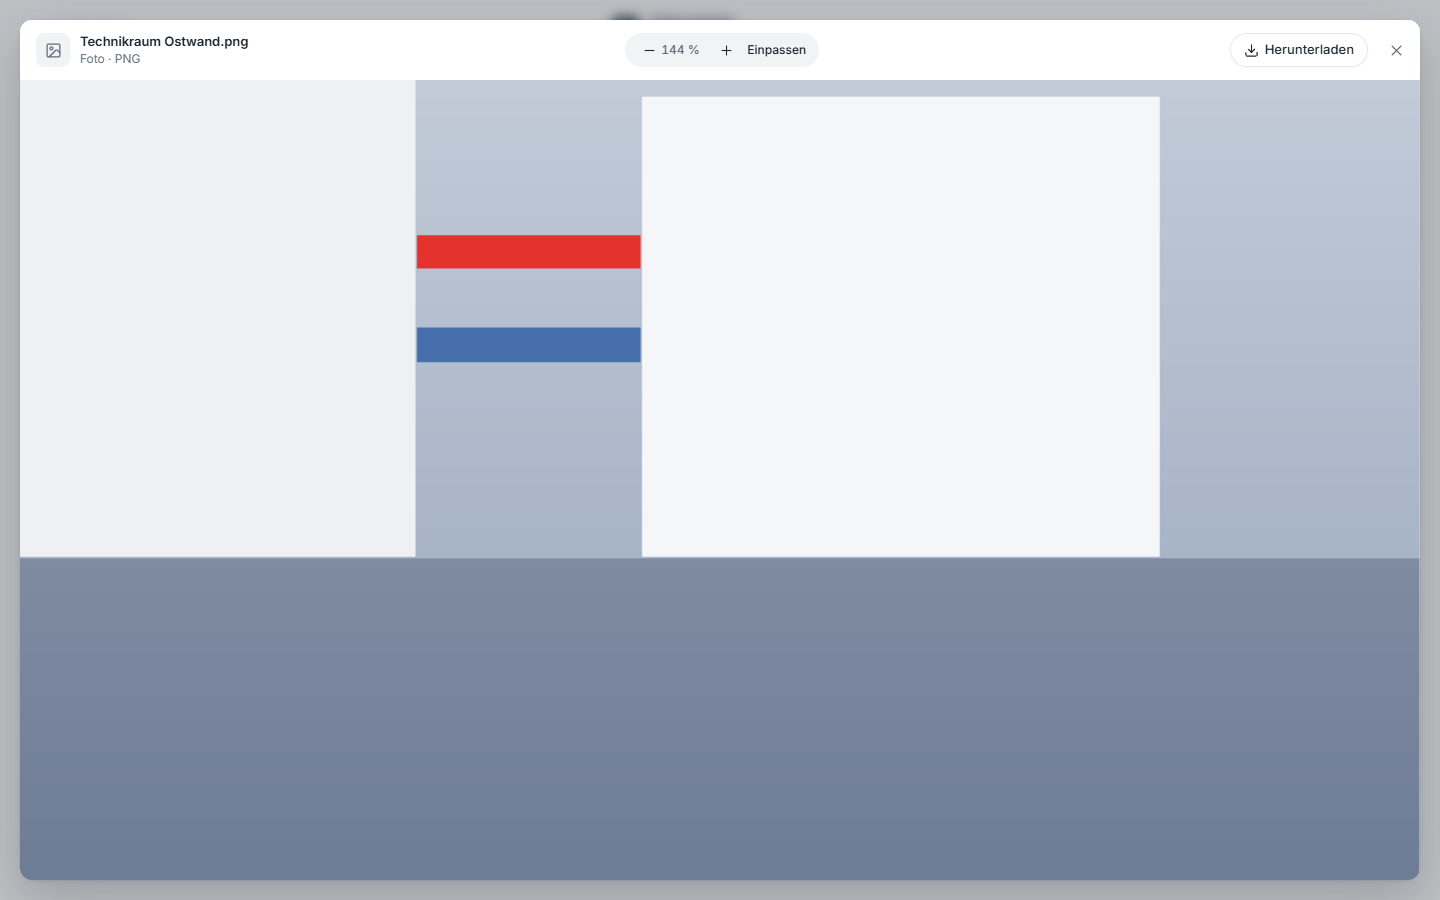 Technikraum Ostwand.png
Foto · PNG
144 %
Einpassen
Herunterladen